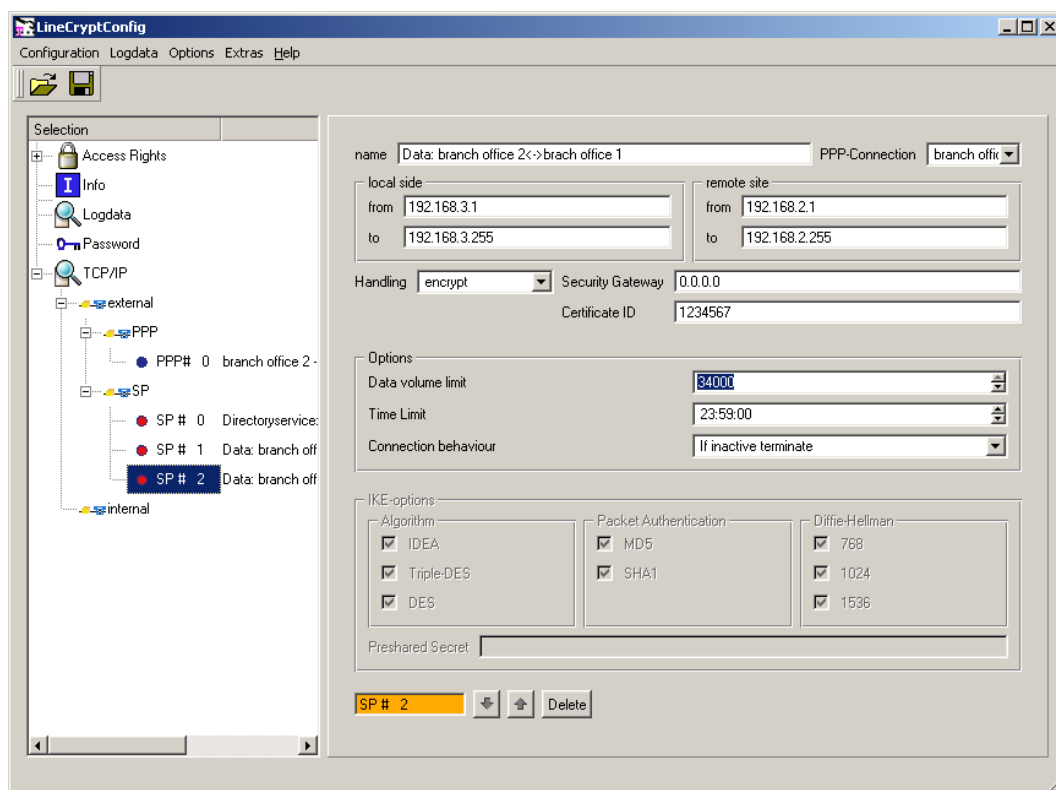 LineCryptConfig
Configuration Logdata Options Extras Help
Selection
Access Rights
Info
Logdata
Password
TCP/IP
external
PPP
PPP# 0 branch office 2 -
SP
SP # 0 Directoryservice:
SP # 1 Data: branch off
SP # 2 Data: branch off
internal
name Data: branch office 2<->brach office 1 PPP-Connection branch offic
local side
from 192.168.3.1
to 192.168.3.255
remote site
from 192.168.2.1
to 192.168.2.255
Handling encrypt Security Gateway 0.0.0.0
Certificate ID 1234567
Options
Data volume limit 34000
Time Limit 23:59:00
Connection behaviour If inactive terminate
IKE-options
Algorithm
IDEA
Triple-DES
DES
Packet Authentication
MD5
SHA1
Diffie-Hellman
768
1024
1536
Preshared Secret
SP # 2 Delete